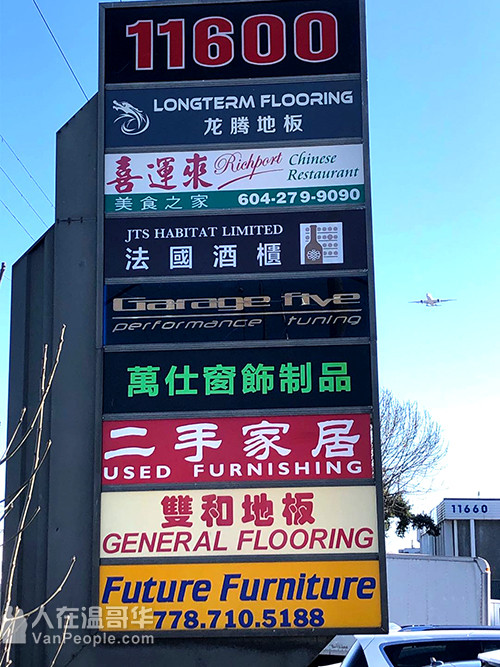 11600
LONGTERM FLOORING
龙腾地板
喜運來 Richport Chinese Restaurant
美食之家 604-279-9090
JTS HABITAT LIMITED
法國酒櫃
Garage five
performance tuning
萬仕窗飾制品
二手家居
USED FURNISHING
雙和地板
GENERAL FLOORING
Future Furniture
778.710.5188
11660
人在温哥华
VanPeople.com